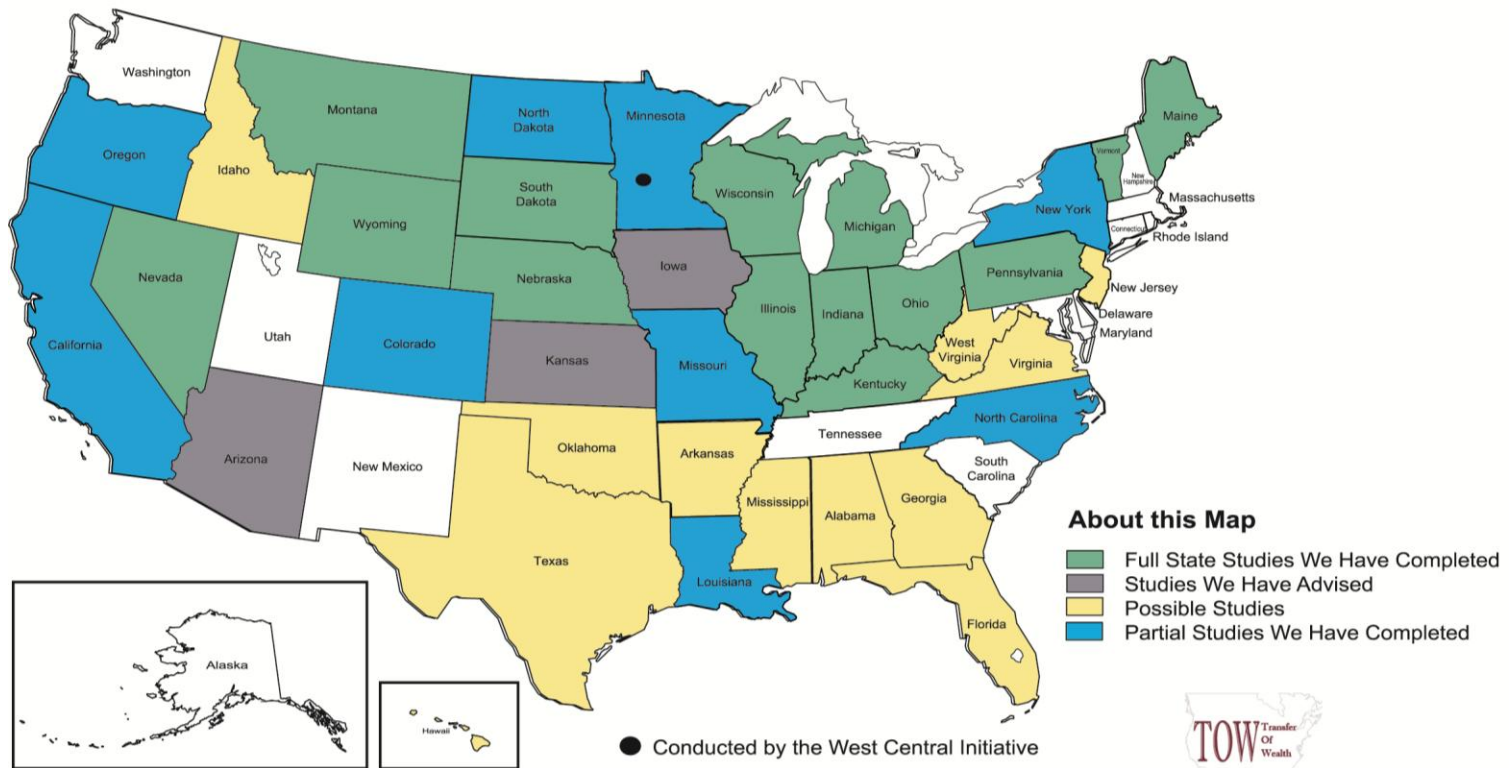 Washington
Montana
North
Dakota
Minnesota
Maine
Oregon
Idaho
South
Dakota
Wisconsin
Vermont
New
Hampshire
Massachusetts
Wyoming
Michigan
New York
Connecticut
Rhode Island
Nevada
Nebraska
Iowa
Pennsylvania
New Jersey
California
Utah
Colorado
Kansas
Missouri
Illinois
Indiana
Ohio
West
Virginia
Virginia
Delaware
Maryland
Kentucky
Arizona
New Mexico
Oklahoma
Arkansas
Tennessee
North Carolina
South
Carolina
Texas
Louisiana
Mississippi
Alabama
Georgia
Florida
Alaska
Hawaii
About this Map
Full State Studies We Have Completed
Studies We Have Advised
Possible Studies
Partial Studies We Have Completed
Conducted by the West Central Initiative
TOW Transfer
Of
Wealth